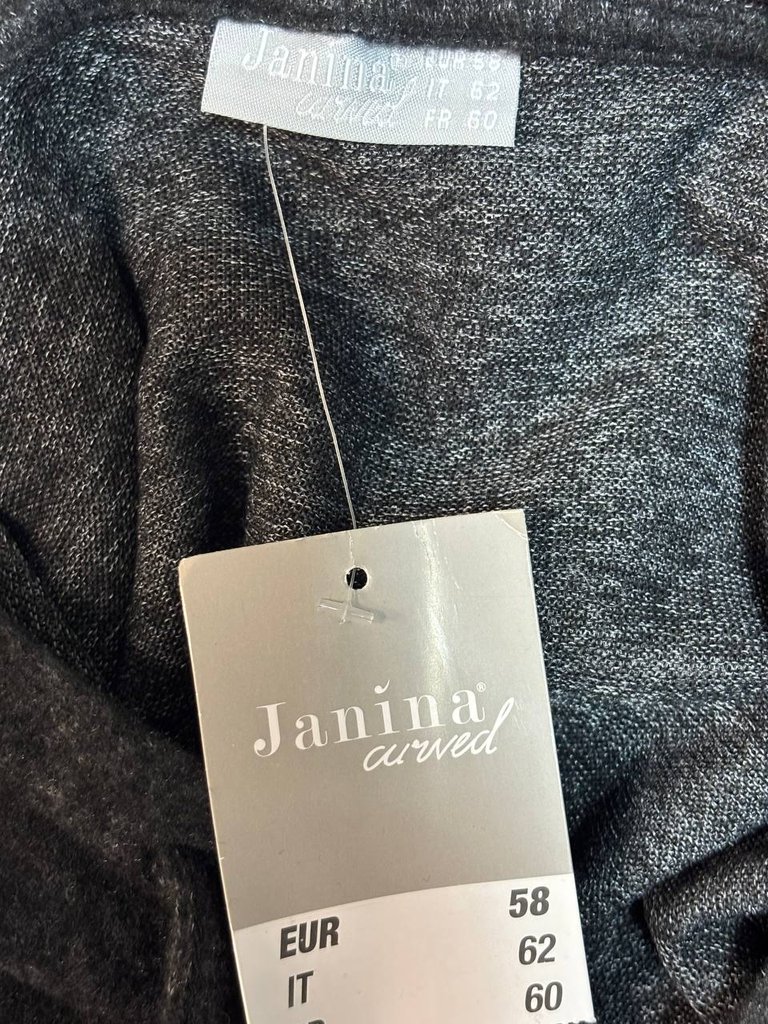 Janina® EUR 58
curved IT 62
FR 60
Janina®
curved
EUR 58
IT 62
60